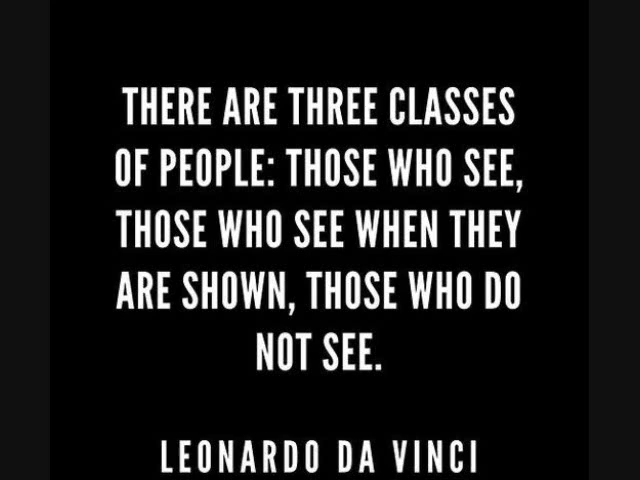 THERE ARE THREE CLASSES
OF PEOPLE: THOSE WHO SEE,
THOSE WHO SEE WHEN THEY
ARE SHOWN, THOSE WHO DO
NOT SEE.
LEONARDO DA VINCI